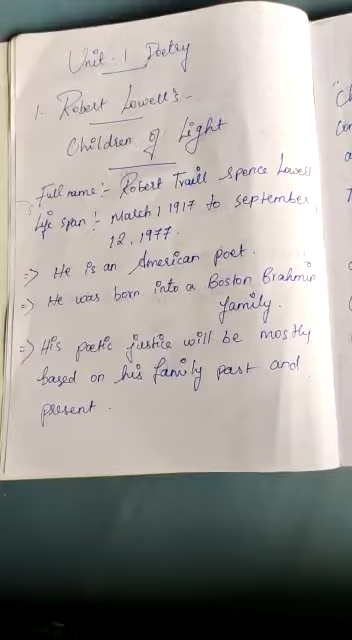 Unit - 1 Poetry
1. Robert Lowell's -
Children of Light
Full name :- Robert Traill Spence Lowell
Life span :- March 1 1917 to September
12, 1977.
=> He is an American poet.
=> He was born into a Boston Brahmin
family.
=> His poetic justice will be mostly
based on his family past and
present.